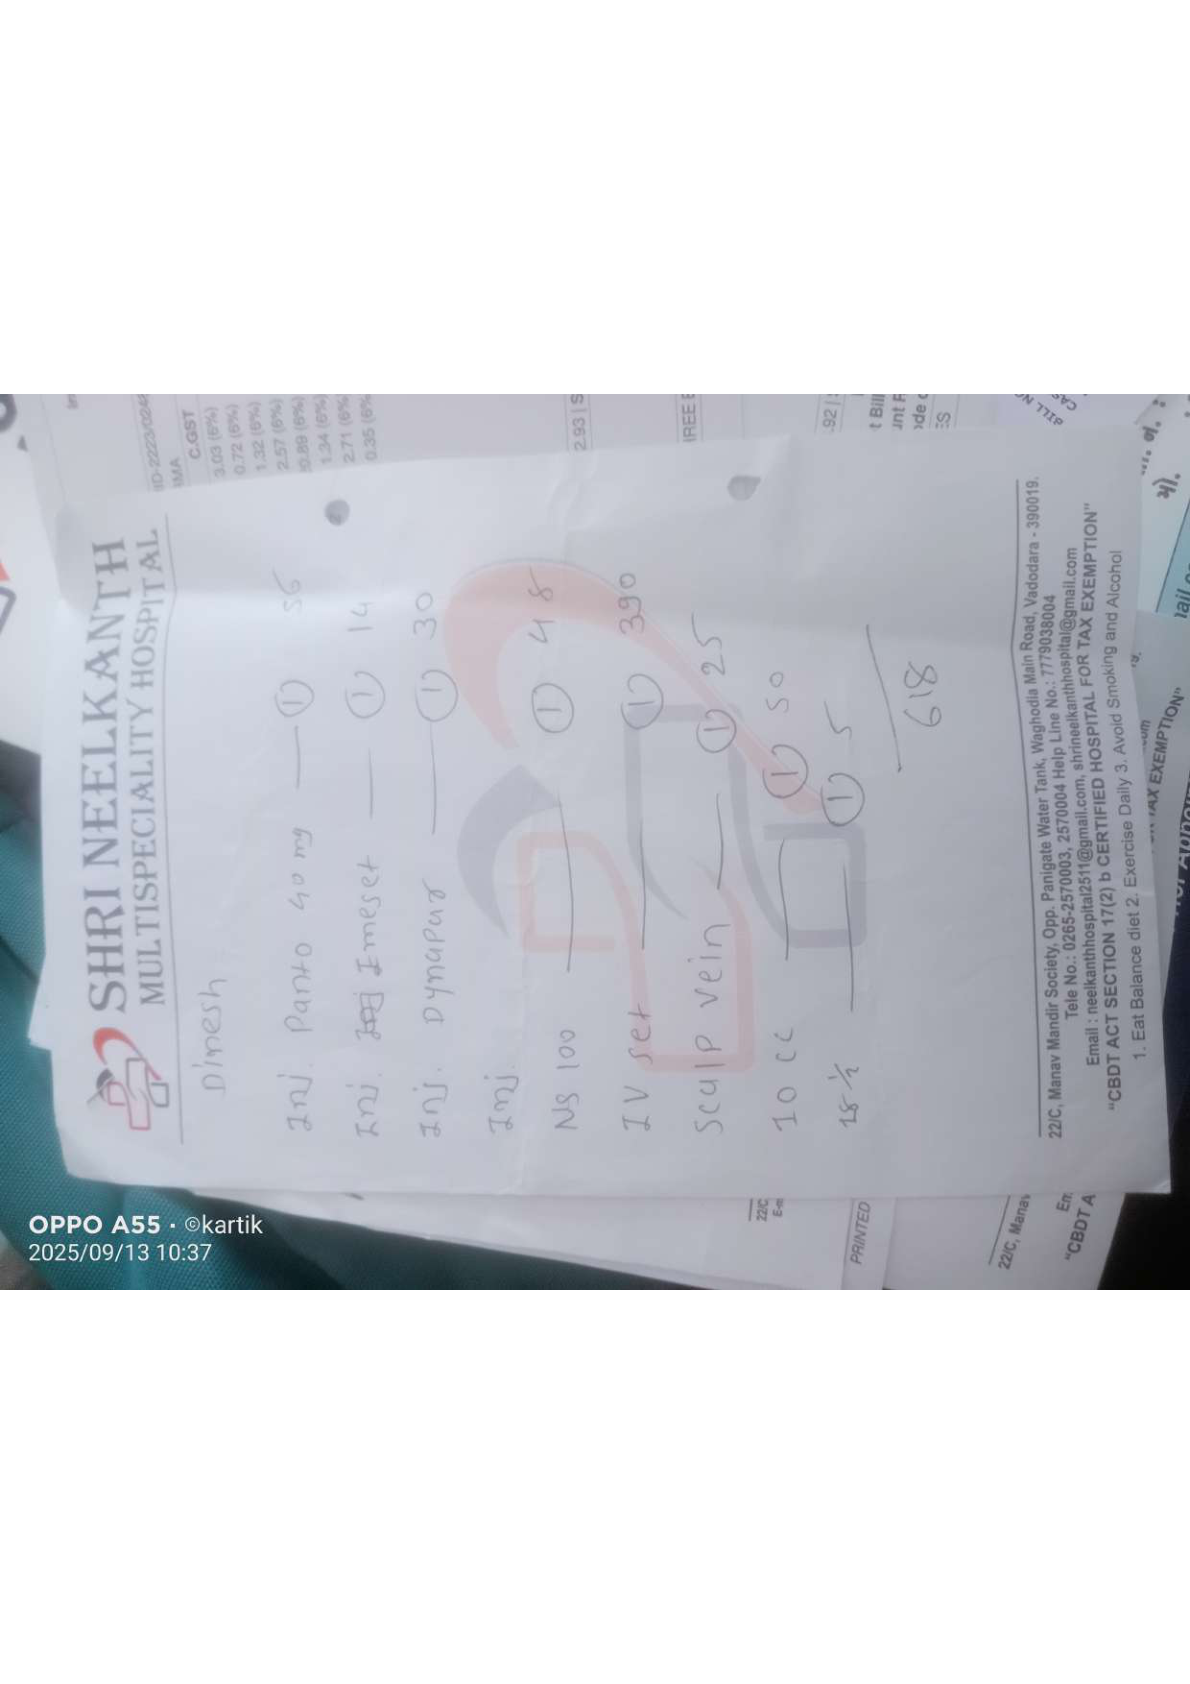 SHRI NEELKANTH
MULTISPECIALITY HOSPITAL
Dinesh
Inj. Panto 40 mg — ① 56
Inj. Imeset — ① 14
Inj. Dynapar — ① 30
Inj.
NS 100 — ① 48
IV set — ① 390
Scalp vein — ① 25
10 CC — ① 50
18 1/2 — ① 5
618
22/C, Manav Mandir Society, Opp. Panigate Water Tank, Waghodia Main Road, Vadodara - 390019.
Tele No.: 0265-2570003, 2570004 Help Line No.: 7779038004
Email : neelkanthhospital2511@gmail.com, shrineelkanthhospital@gmail.com
"CBDT ACT SECTION 17(2) b CERTIFIED HOSPITAL FOR TAX EXEMPTION"
1. Eat Balance diet 2. Exercise Daily 3. Avoid Smoking and Alcohol
C.GST
3.03 (6%)
0.72 (6%)
1.32 (6%)
2.57 (6%)
0.89 (6%)
1.34 (6%)
2.71 (6%
0.35 (6%
2.93 | S
.92 |
t Bill
BILL NO
CAS
ES
મો.
22/C
PRINTED
22/C, Manav
Em
"CBDT A
TAX EXEMPTION"
OPPO A55 · ©kartik
2025/09/13 10:37